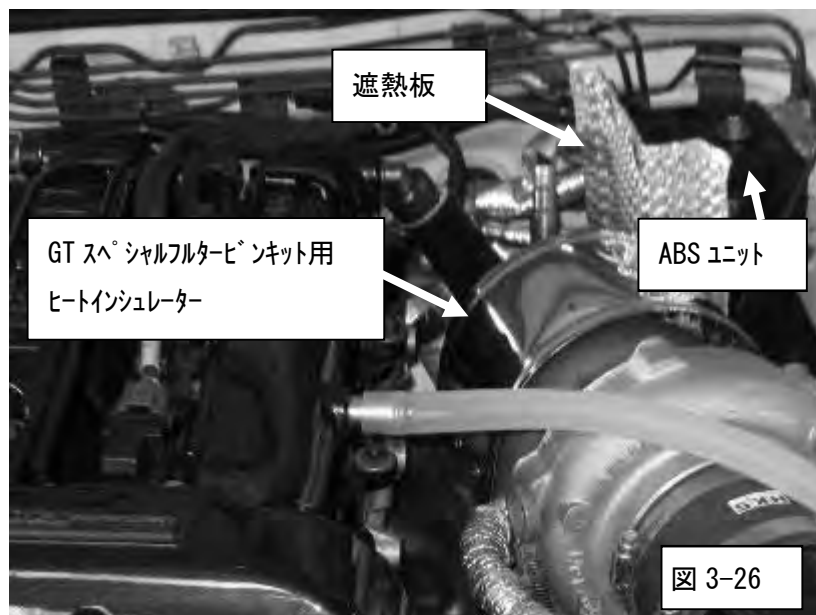 遮熱板
GT スペシャルフルタービンキット用
ヒートインシュレーター
ABS ユニット
HKS
図 3-26